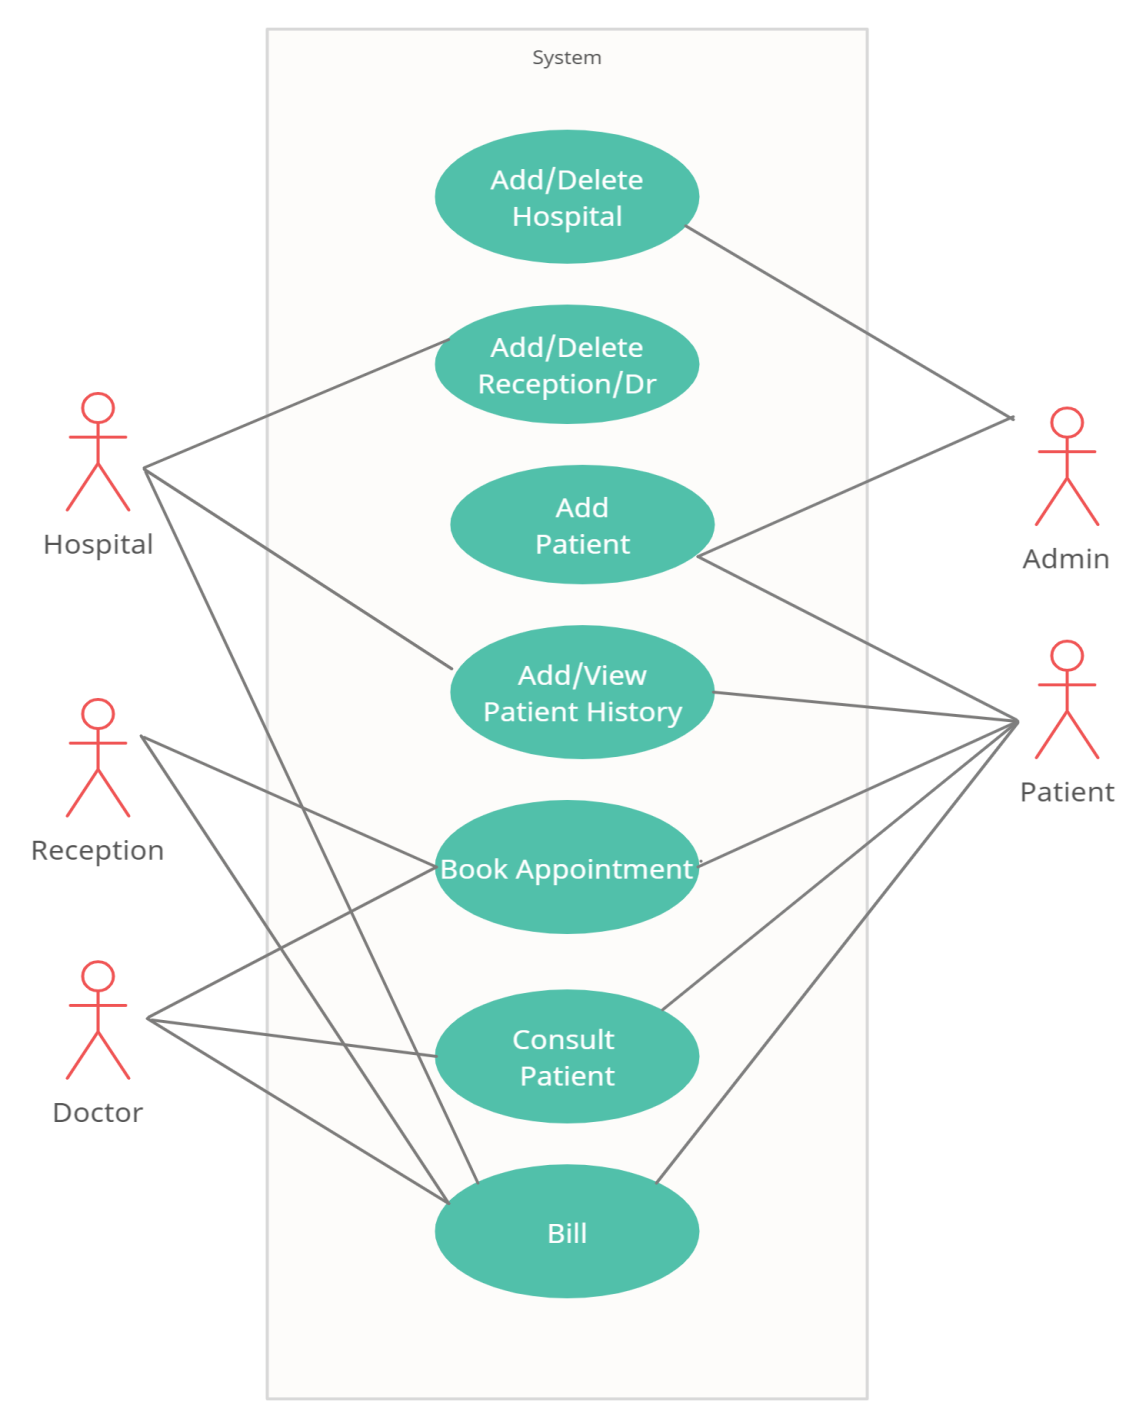 System
Add/Delete
Hospital
Add/Delete
Reception/Dr
Hospital
Add
Patient
Admin
Add/View
Patient History
Patient
Reception
Book Appointment
Doctor
Consult
Patient
Bill